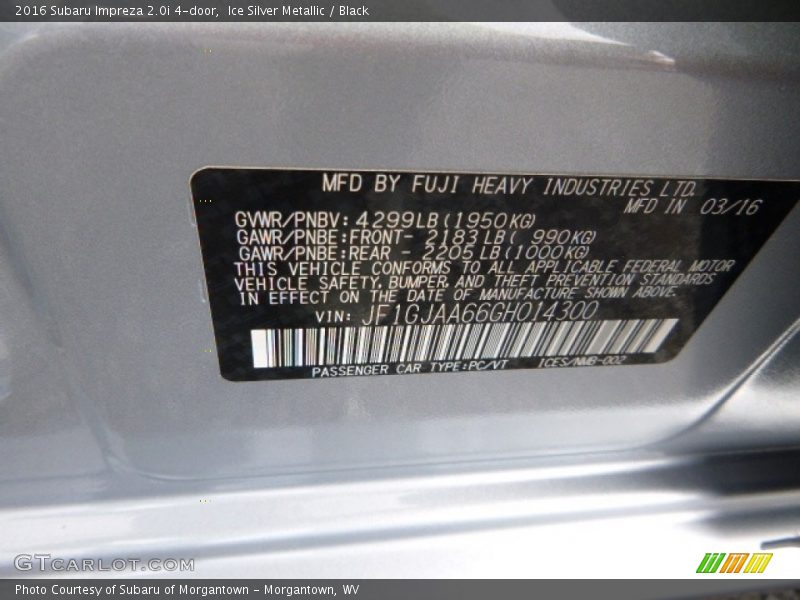 2016 Subaru Impreza 2.0i 4-door,  Ice Silver Metallic / Black
MFD BY FUJI HEAVY INDUSTRIES LTD.
MFD IN 03/16
GVWR/PNBV: 4299LB(1950KG)
GAWR/PNBE:FRONT- 2183LB( 990KG)
GAWR/PNBE:REAR - 2205LB(1000KG)
THIS VEHICLE CONFORMS TO ALL APPLICABLE FEDERAL MOTOR
VEHICLE SAFETY, BUMPER, AND THEFT PREVENTION STANDARDS
IN EFFECT ON THE DATE OF MANUFACTURE SHOWN ABOVE.
VIN: JF1GJAA66GH014300
PASSENGER CAR TYPE:PC/VT ICES/NMB-002
GTCARLOT.COM
Photo Courtesy of Subaru of Morgantown - Morgantown, WV